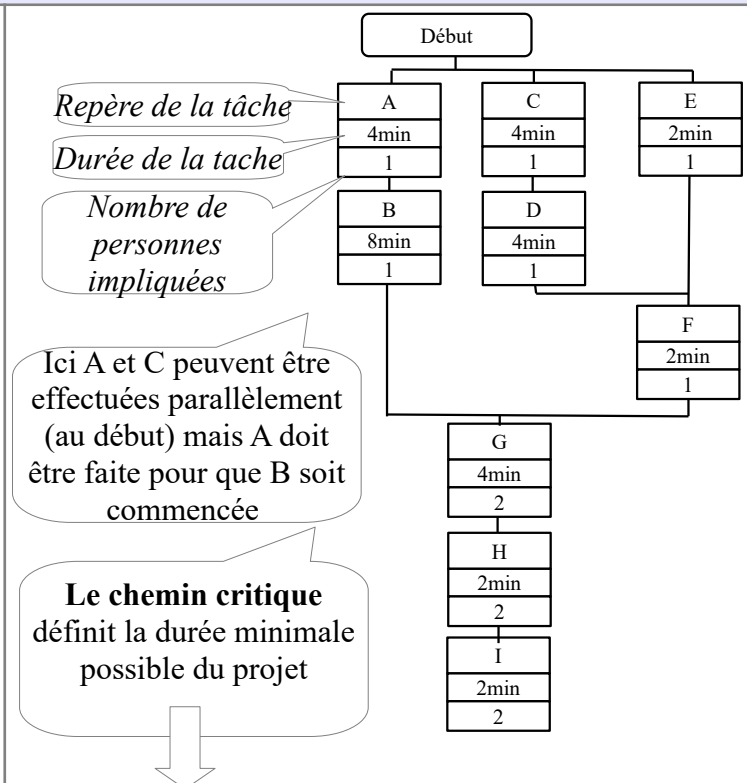 Début
Repère de la tâche
A
4min
1
C
4min
1
E
2min
1
Durée de la tache
Nombre de
personnes
impliquées
B
8min
1
D
4min
1
F
2min
1
Ici A et C peuvent être
effectuées parallèlement
(au début) mais A doit
être faite pour que B soit
commencée
G
4min
2
H
2min
2
I
2min
2
Le chemin critique
définit la durée minimale
possible du projet